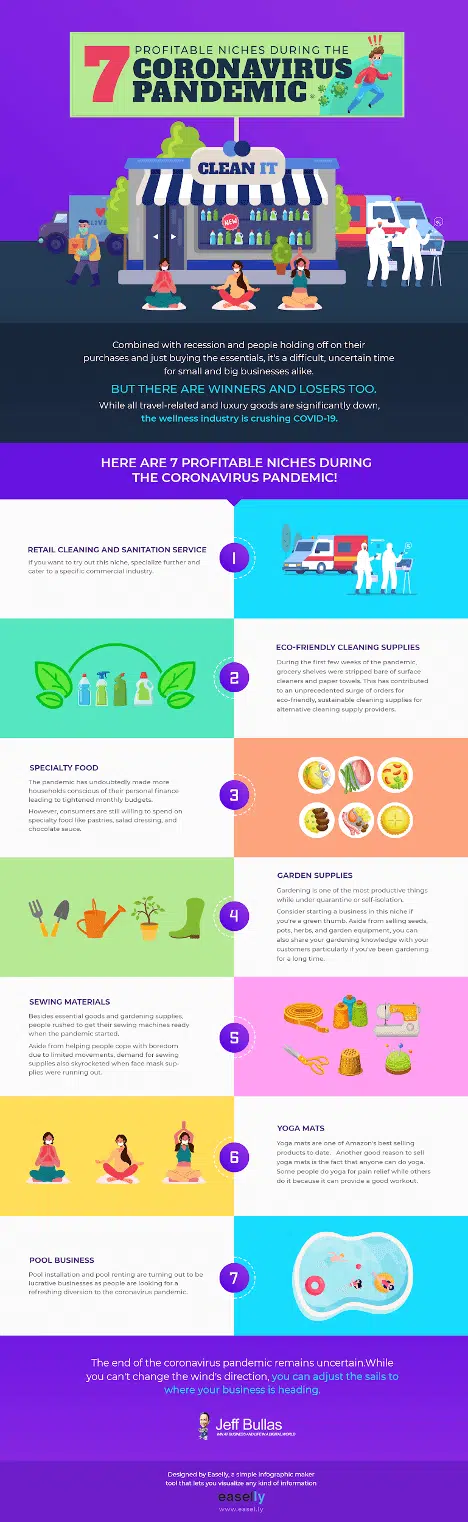 7
PROFITABLE NICHES DURING THE
CORONAVIRUS
PANDEMIC
CLEAN IT
NEW
Combined with recession and people holding off on their
purchases and just buying the essentials, it's a difficult, uncertain time
for small and big businesses alike.
BUT THERE ARE WINNERS AND LOSERS TOO.
While all travel-related and luxury goods are significantly down,
the wellness industry is crushing COVID-19.
HERE ARE 7 PROFITABLE NICHES DURING
THE CORONAVIRUS PANDEMIC!
RETAIL CLEANING AND SANITATION SERVICE
If you want to try out this niche, specialize further and
cater to a specific commercial industry.
1
ECO-FRIENDLY CLEANING SUPPLIES
During the first few weeks of the pandemic,
grocery shelves were stripped bare of surface
cleaners and paper towels. This has contributed
to an unprecedented surge of orders for
eco-friendly, sustainable cleaning supplies for
alternative cleaning supply providers.
2
SPECIALTY FOOD
The pandemic has undoubtedly made more
households conscious of their personal finance
leading to tightened monthly budgets.
However, consumers are still willing to spend on
specialty food like pastries, salad dressing, and
chocolate sauce.
3
GARDEN SUPPLIES
Gardening is one of the most productive things
while under quarantine or self-isolation.
Consider starting a business in this niche if
you're a green thumb. Aside from selling seeds,
pots, herbs, and garden equipment, you can
also share your gardening knowledge with your
customers particularly if you've been gardening
for a long time.
4
SEWING MATERIALS
Besides essential goods and gardening supplies,
people rushed to get their sewing machines ready
when the pandemic started.
Aside from helping people cope with boredom
due to limited movements, demand for sewing
supplies also skyrocketed when face mask sup-
plies were running out.
5
YOGA MATS
Yoga mats are one of Amazon's best selling
products to date. Another good reason to sell
yoga mats is the fact that anyone can do yoga.
Some people do yoga for pain relief while others
do it because it can provide a good workout.
6
POOL BUSINESS
Pool installation and pool renting are turning out to be
lucrative businesses as people are looking for a
refreshing diversion to the coronavirus pandemic.
7
The end of the coronavirus pandemic remains uncertain.While
you can't change the wind's direction, you can adjust the sails to
where your business is heading.
Jeff Bullas
WIN AT BUSINESS AND LIFE IN A DIGITAL WORLD
Designed by Easelly, a simple infographic maker
tool that lets you visualize any kind of information
easelly
www.easel.ly